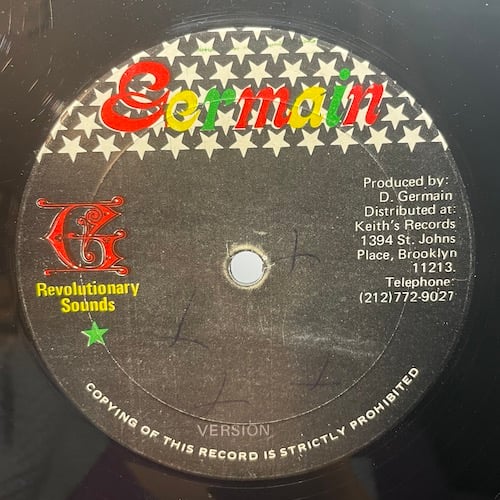 Germain
G
Revolutionary
Sounds
Produced by:
D. Germain
Distributed at:
Keith's Records
1394 St. Johns
Place, Brooklyn
11213.
Telephone:
(212)772-9027
VERSION
COPYING OF THIS RECORD IS STRICTLY PROHIBITED